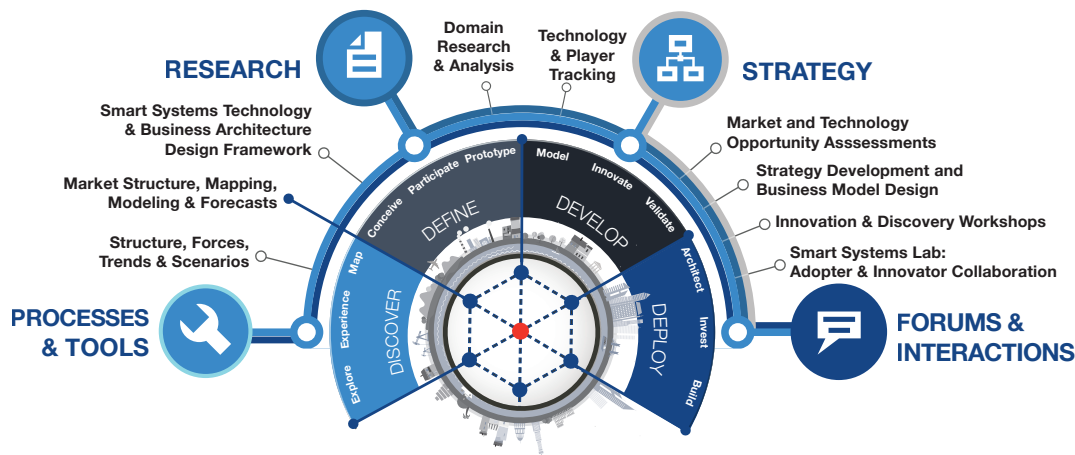 RESEARCH
Domain
Research
& Analysis
Technology
& Player
Tracking
STRATEGY
Smart Systems Technology
& Business Architecture
Design Framework
Market Structure, Mapping,
Modeling & Forecasts
Structure, Forces,
Trends & Scenarios
PROCESSES
& TOOLS
Market and Technology
Opportunity Asssessments
Strategy Development and
Business Model Design
Innovation & Discovery Workshops
Smart Systems Lab:
Adopter & Innovator Collaboration
FORUMS &
INTERACTIONS
Explore
Experience
Map
DISCOVER
Conceive
Participate
Prototype
DEFINE
Model
Innovate
Validate
DEVELOP
Architect
Invest
Build
DEPLOY